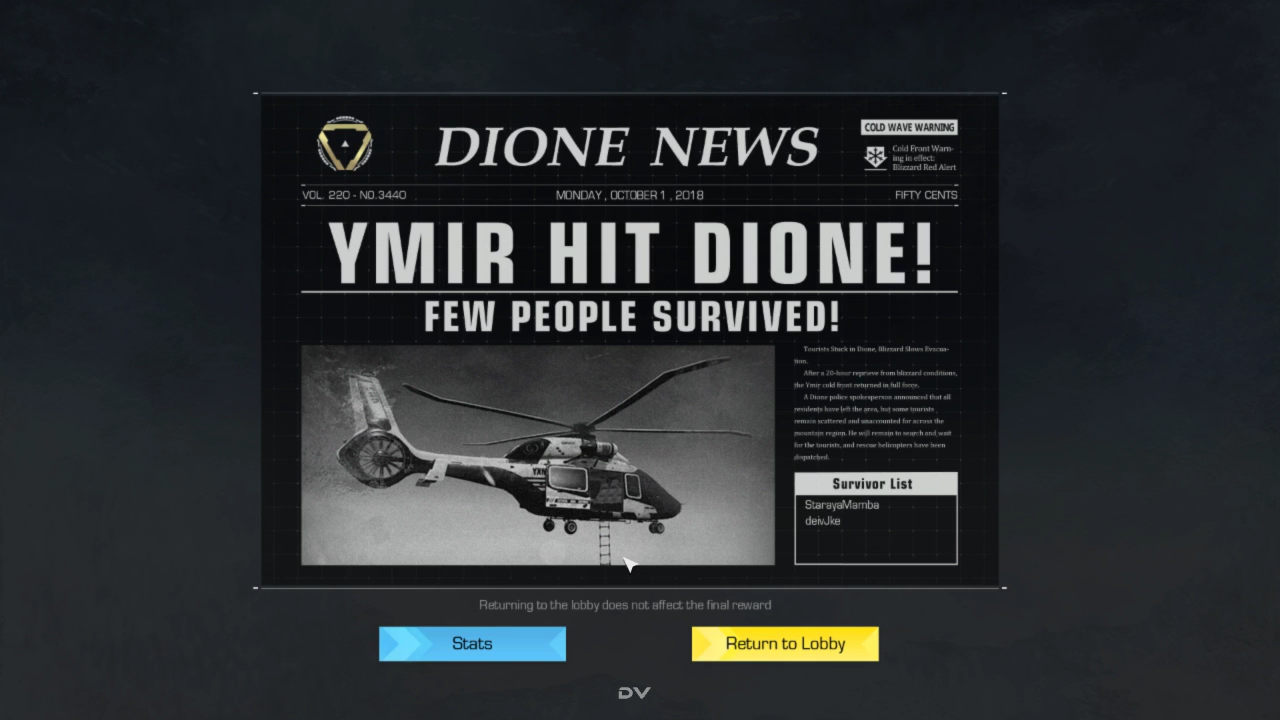 DIONE NEWS
COLD WAVE WARNING
Cold Front Warn-
ing in effect:
Blizzard Red Alert
VOL. 220 - NO.3440
MONDAY , OCTOBER 1 , 2018
FIFTY CENTS
YMIR HIT DIONE!
FEW PEOPLE SURVIVED!
Tourists Stuck in Dione, Blizzard Slows Evacua-
tion.
After a 20-hour reprieve from blizzard conditions,
the Ymir cold front returned in full force.
A Dione police spokesperson announced that all
residents have left the area, but some tourists
remain scattered and unaccounted for across the
mountain region. He will remain to search and wait
for the tourists, and rescue helicopters have been
dispatched.
Survivor List
StarayaMamba
deivJke
Returning to the lobby does not affect the final reward
Stats
Return to Lobby
DV